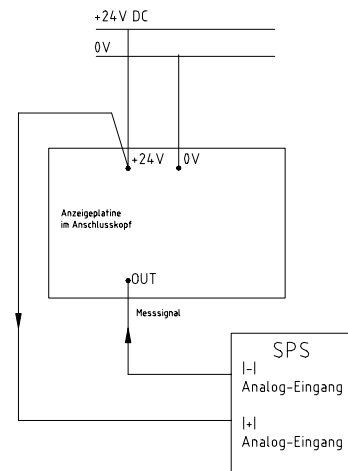 +24V DC
0V
+24V
0V
Anzeigeplatine
im Anschlusskopf
OUT
Messsignal
SPS
|-|
Analog-Eingang
|+|
Analog-Eingang